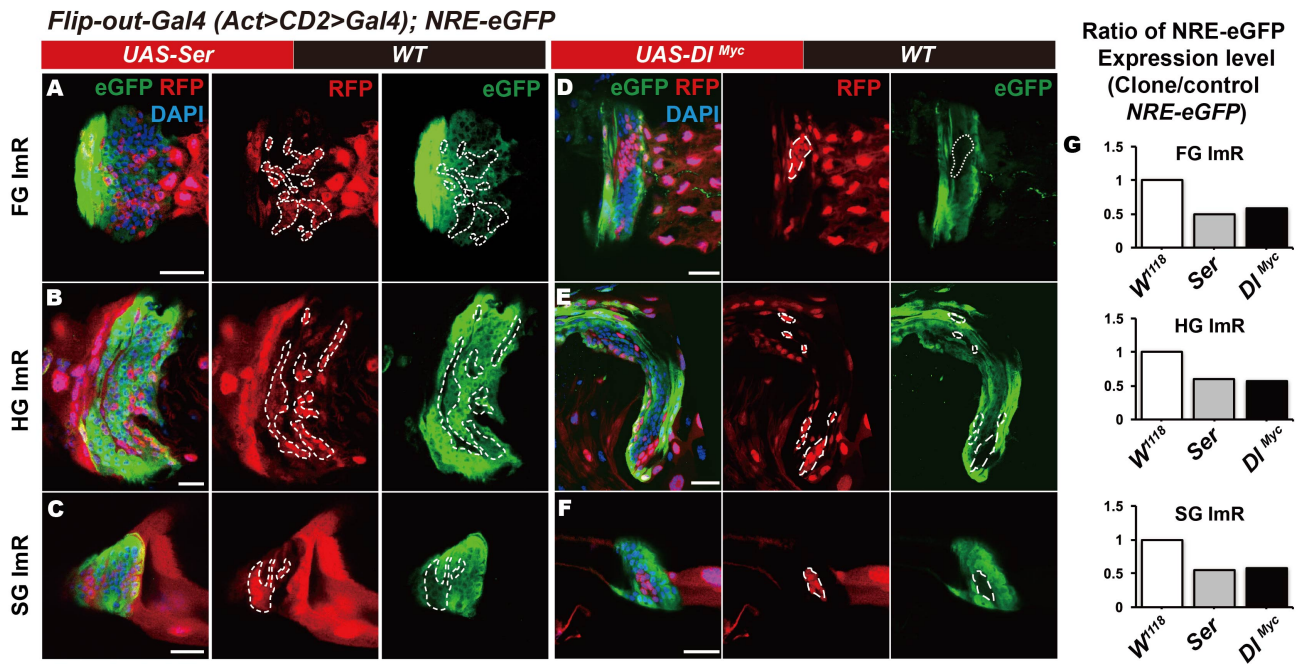 Flip-out-Gal4 (Act>CD2>Gal4); NRE-eGFP
UAS-Ser WT UAS-Dl Myc WT
A eGFP RFP DAPI RFP eGFP
D eGFP RFP DAPI RFP eGFP
FG ImR
B E
HG ImR
C F
SG ImR
Ratio of NRE-eGFP
Expression level
(Clone/control
NRE-eGFP)
G
FG ImR
1.5
1
0.5
0
W1118 Ser Dl Myc
HG ImR
1.5
1
0.5
0
W1118 Ser Dl Myc
SG ImR
1.5
1
0.5
0
W1118 Ser Dl Myc